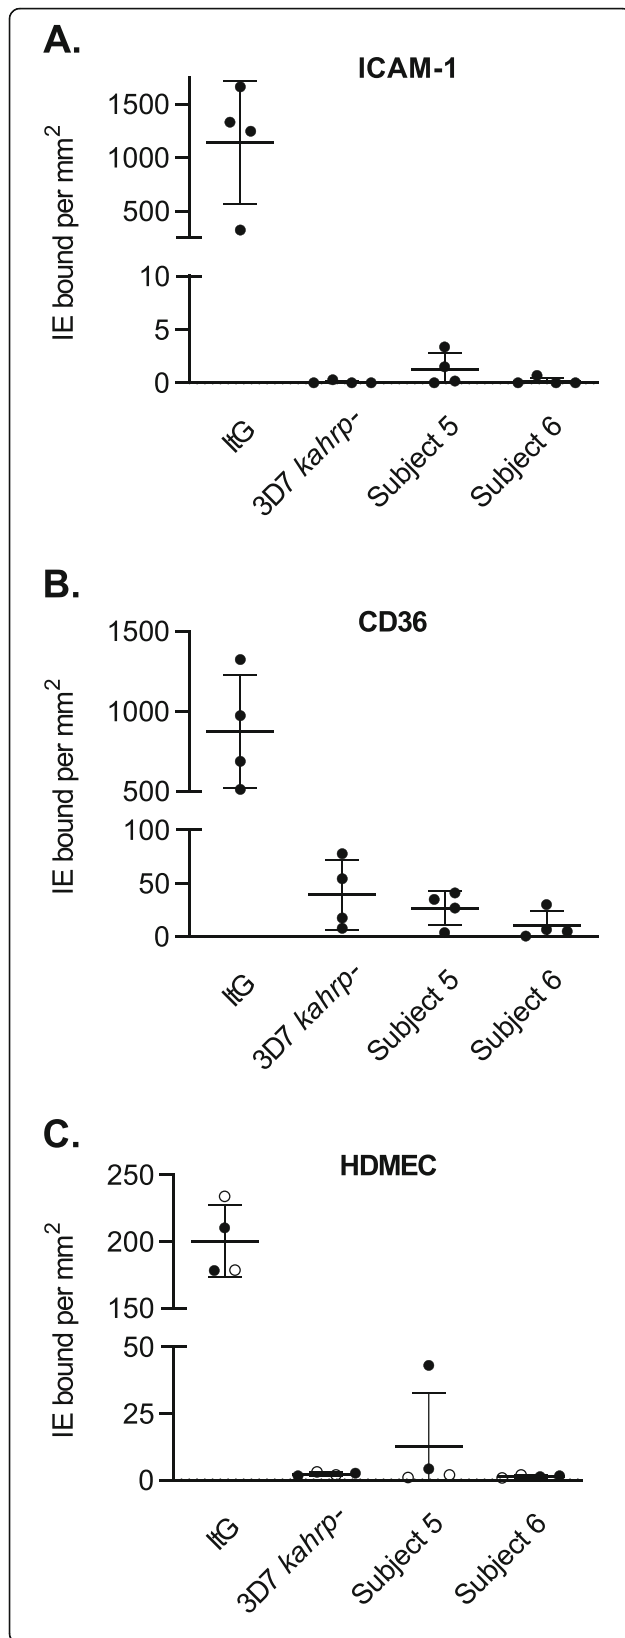 A.
ICAM-1
IE bound per mm²
1500
1000
500
10
5
0
ItG
3D7 kahrp-
Subject 5
Subject 6
B.
CD36
IE bound per mm²
1500
1000
500
100
50
0
ItG
3D7 kahrp-
Subject 5
Subject 6
C.
HDMEC
IE bound per mm²
250
200
150
50
25
0
ItG
3D7 kahrp-
Subject 5
Subject 6